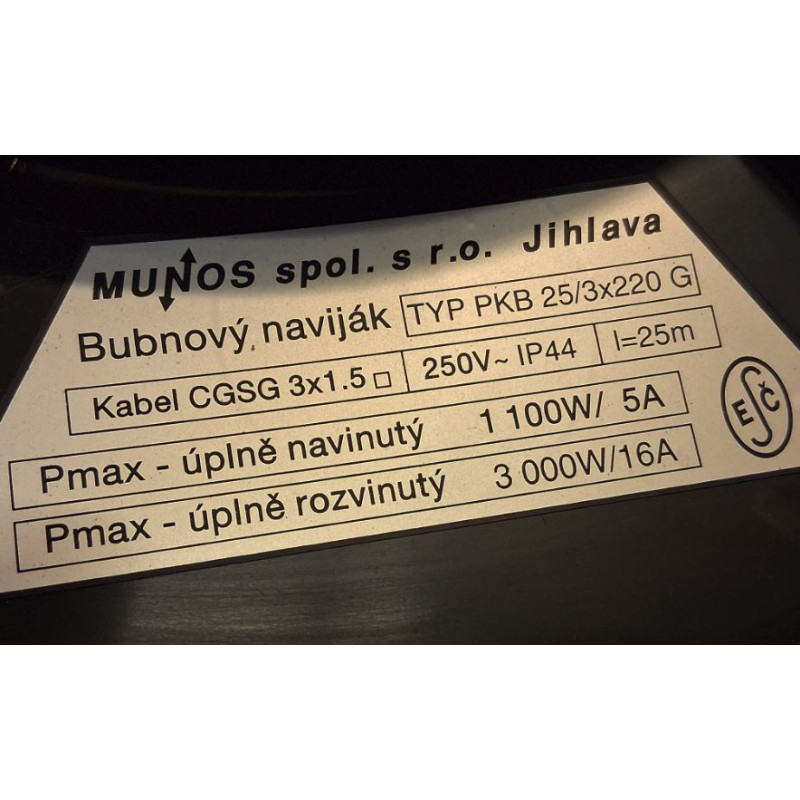 MUNOS spol. s r.o. Jihlava
Bubnový naviják TYP PKB 25/3x220 G
Kabel CGSG 3x1.5 □ 250V~ IP44 l=25m
Pmax - úplně navinutý 1 100W/ 5A
Pmax - úplně rozvinutý 3 000W/16A
ESČ